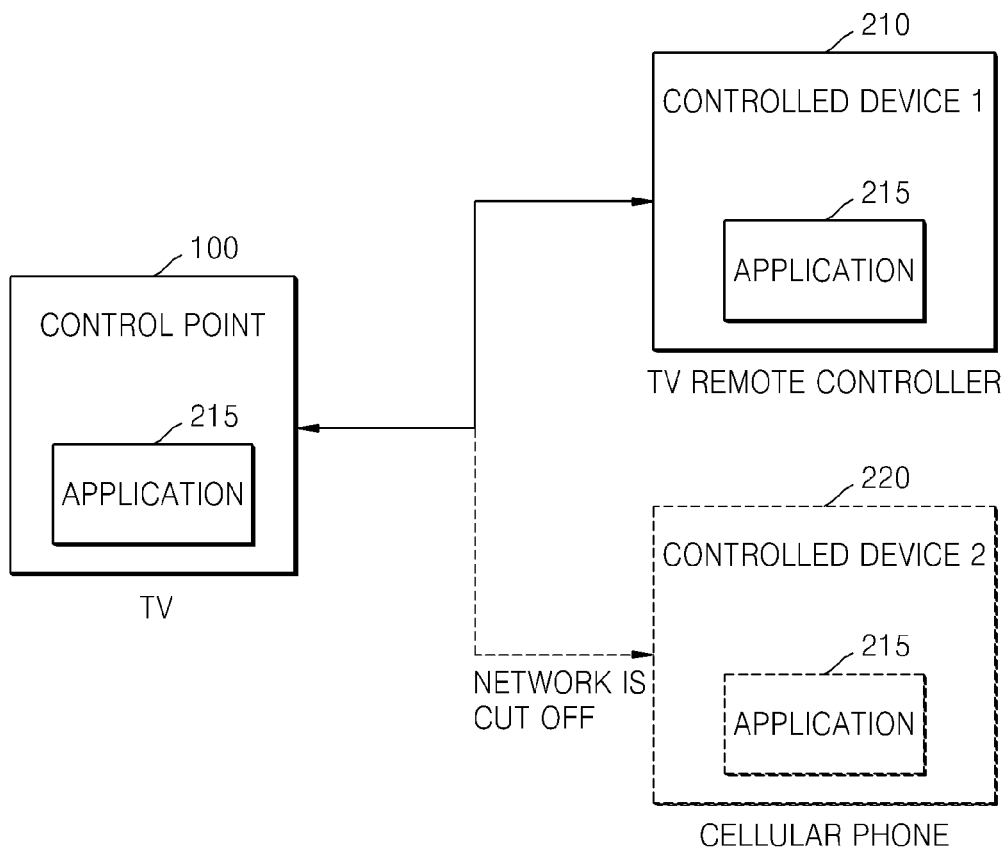 210
CONTROLLED DEVICE 1
215
APPLICATION
TV REMOTE CONTROLLER
100
CONTROL POINT
215
APPLICATION
TV
220
CONTROLLED DEVICE 2
215
APPLICATION
NETWORK IS
CUT OFF
CELLULAR PHONE